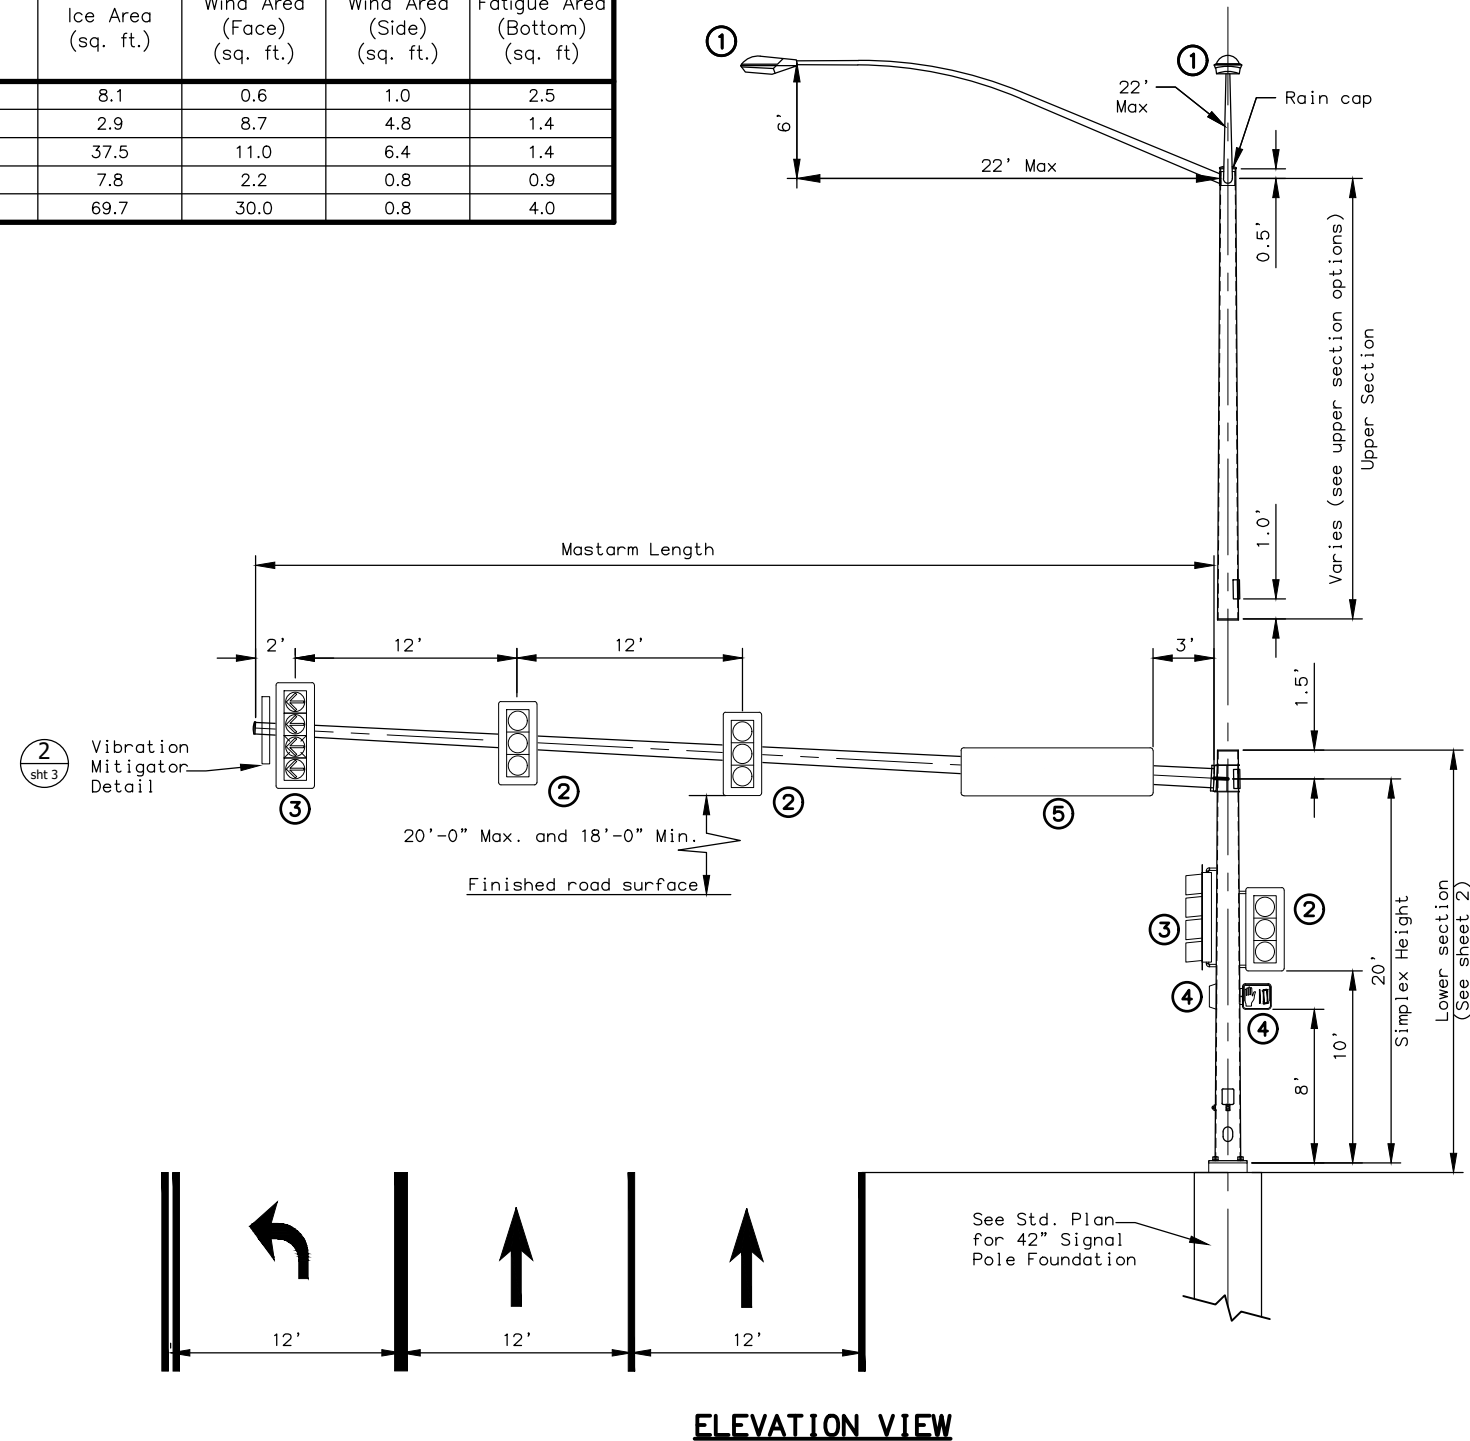 Ice Area
(sq. ft.)
Wind Area
(Face)
(sq. ft.)
Wind Area
(Side)
(sq. ft.)
Fatigue Area
(Bottom)
(sq. ft)
8.1 0.6 1.0 2.5
2.9 8.7 4.8 1.4
37.5 11.0 6.4 1.4
7.8 2.2 0.8 0.9
69.7 30.0 0.8 4.0
1
1
22'
Max
Rain cap
6'
22' Max
0.5'
Varies (see upper section options)
Upper Section
1.0'
Mastarm Length
2'
12'
12'
3'
1.5'
2
sht 3
Vibration
Mitigator
Detail
3
2
2
5
20'-0" Max. and 18'-0" Min.
Finished road surface
3
2
4
4
8'
10'
20'
Simplex Height
Lower section
(See sheet 2)
See Std. Plan
for 42" Signal
Pole Foundation
12'
12'
12'
ELEVATION VIEW